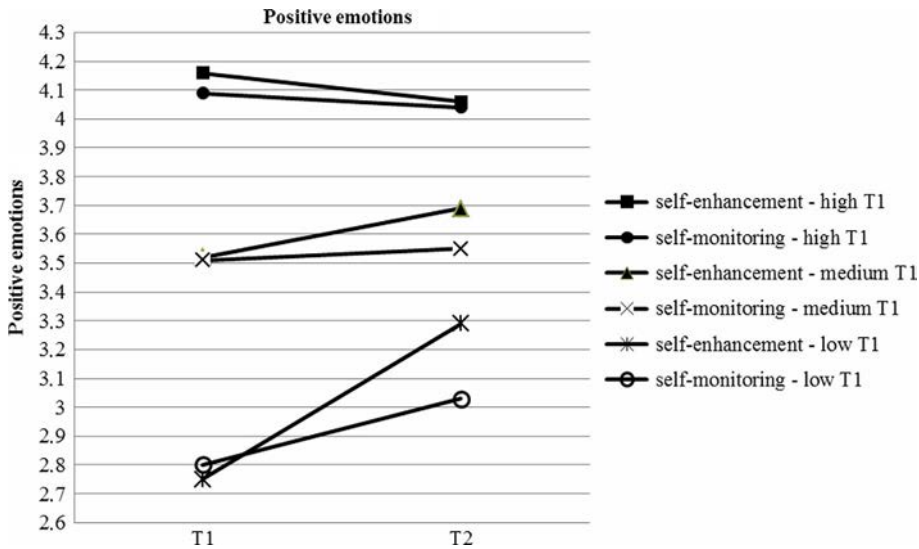 Positive emotions
4.3
4.2
4.1
4
3.9
3.8
3.7
3.6
3.5
3.4
3.3
3.2
3.1
3
2.9
2.8
2.7
2.6
Positive emotions
T1
T2
self-enhancement - high T1
self-monitoring - high T1
self-enhancement - medium T1
self-monitoring - medium T1
self-enhancement - low T1
self-monitoring - low T1